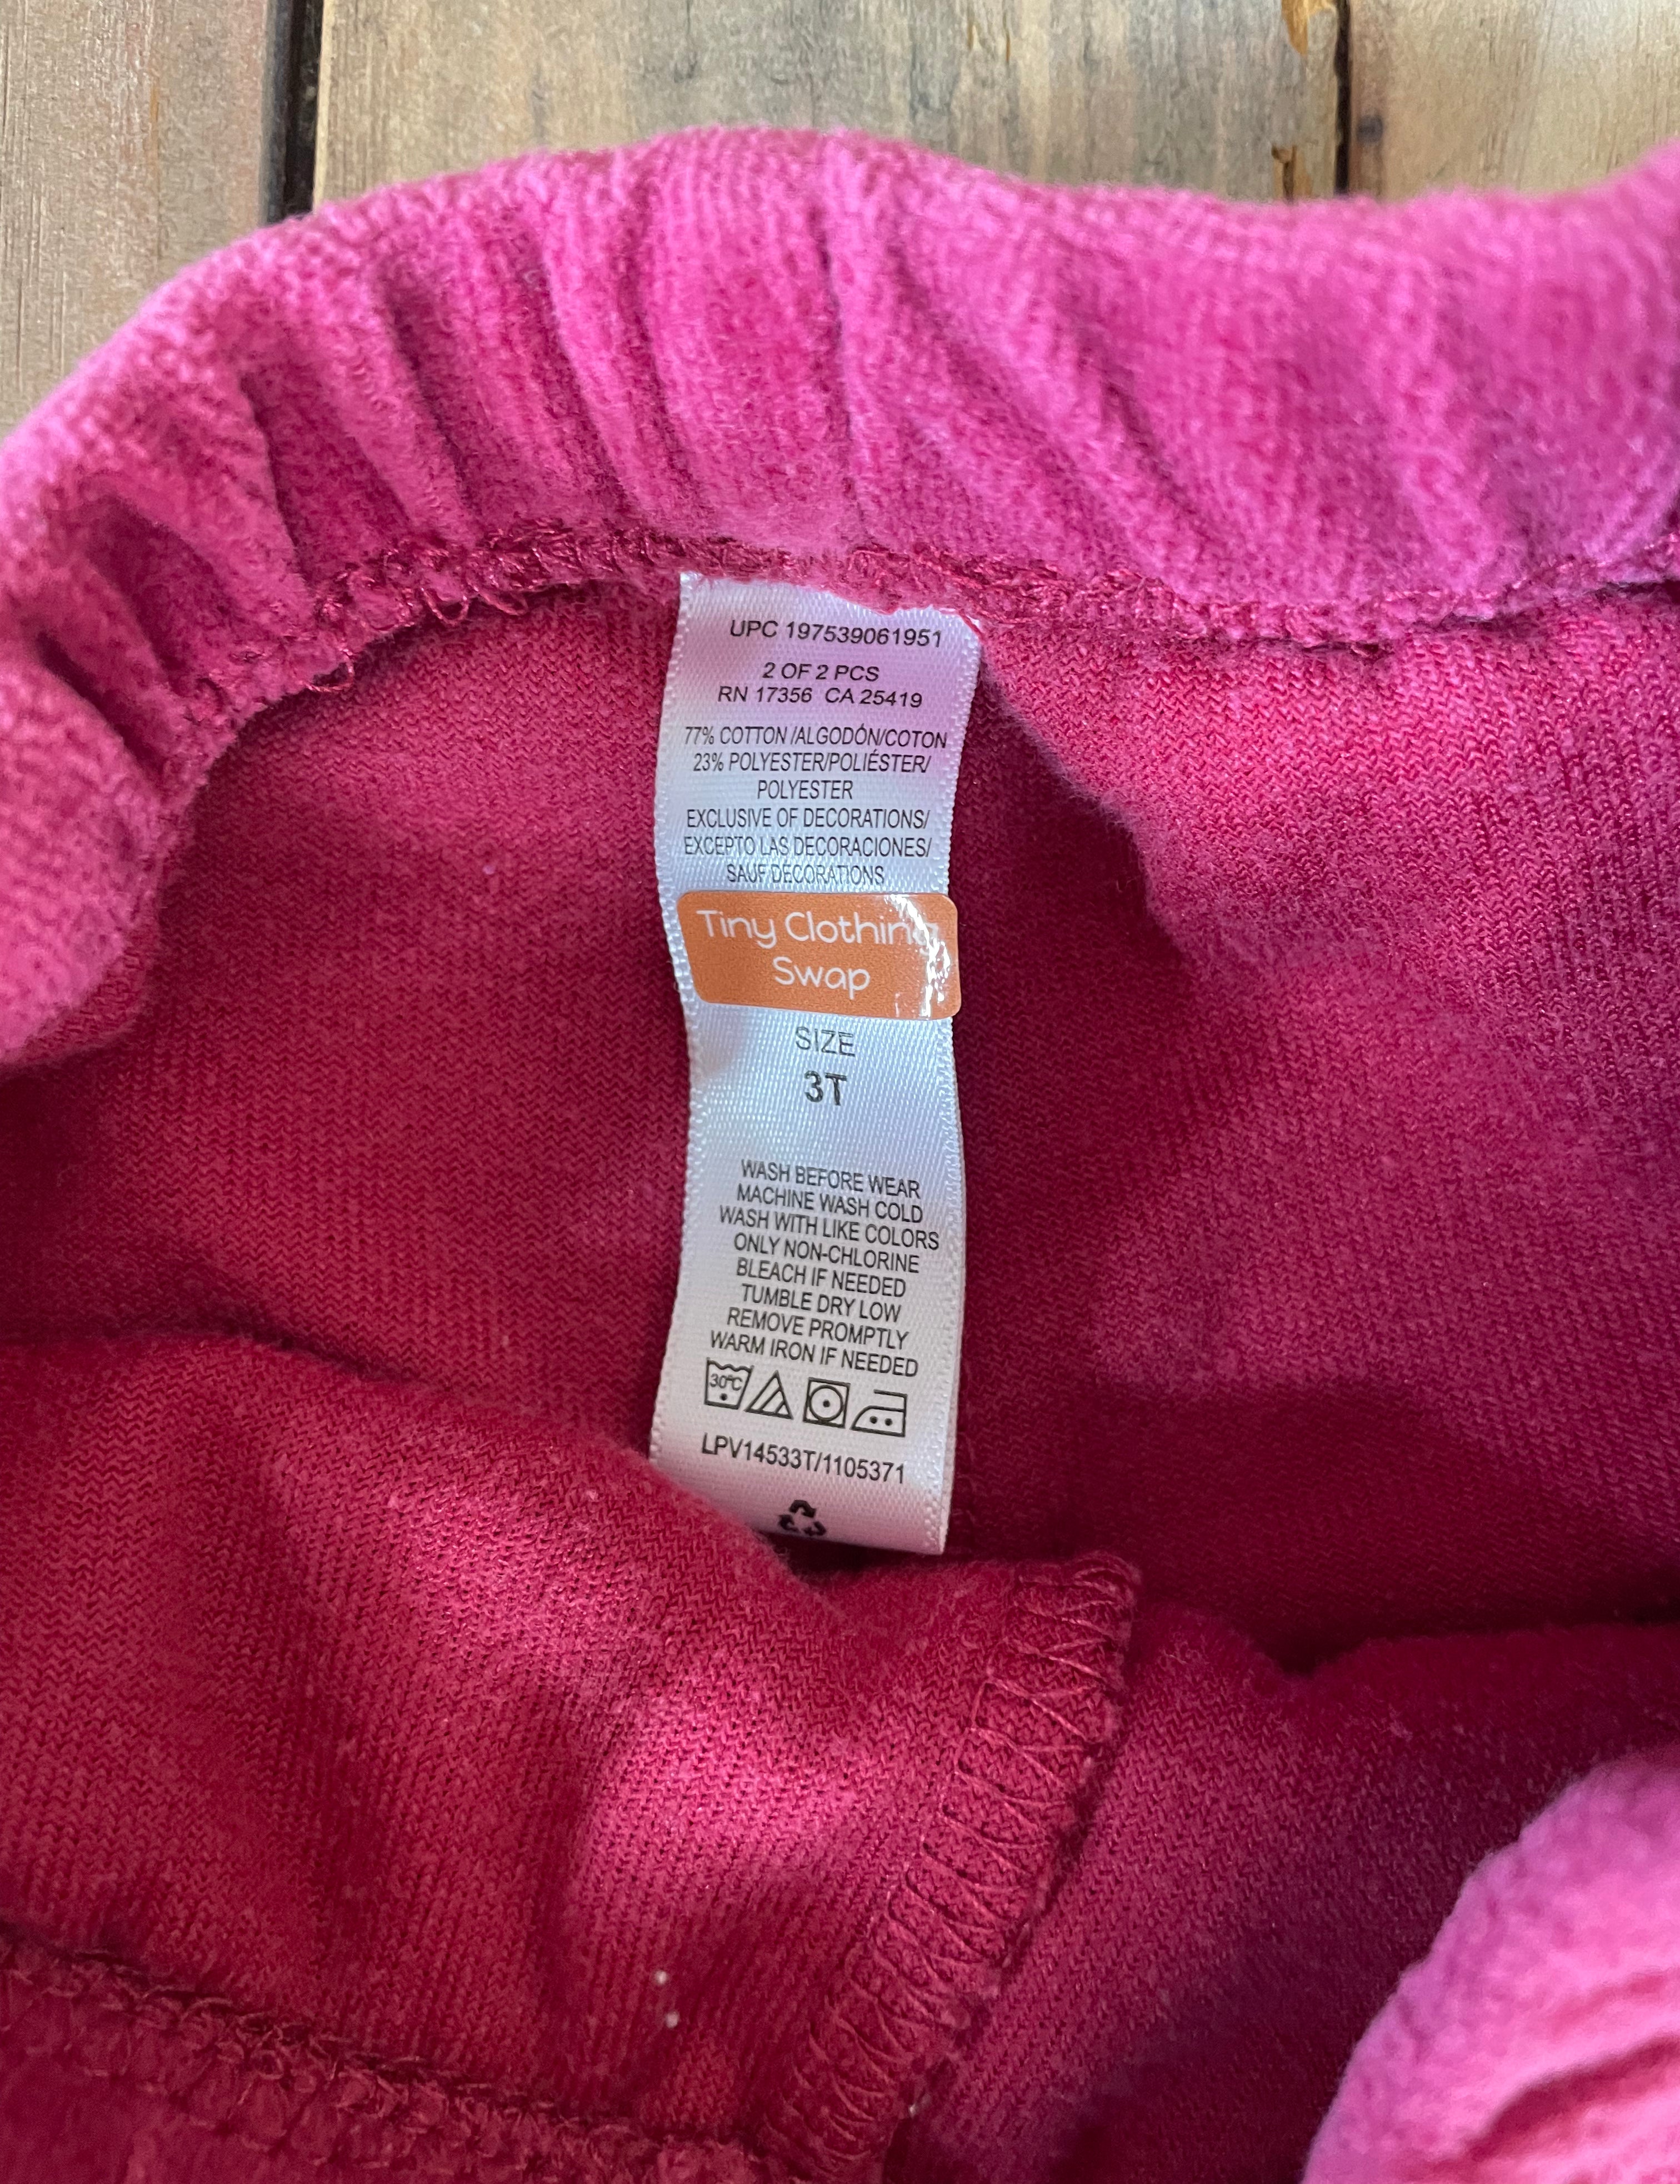 UPC 197539061951
2 OF 2 PCS
RN 17356 CA 25419
77% COTTON /ALGODÓN/COTON
23% POLYESTER/POLIÉSTER/
POLYESTER
EXCLUSIVE OF DECORATIONS/
EXCEPTO LAS DECORACIONES/
SAUF DÉCORATIONS
Tiny Clothing
Swap
SIZE
3T
WASH BEFORE WEAR
MACHINE WASH COLD
WASH WITH LIKE COLORS
ONLY NON-CHLORINE
BLEACH IF NEEDED
TUMBLE DRY LOW
REMOVE PROMPTLY
WARM IRON IF NEEDED
30°C
LPV14533T/1105371